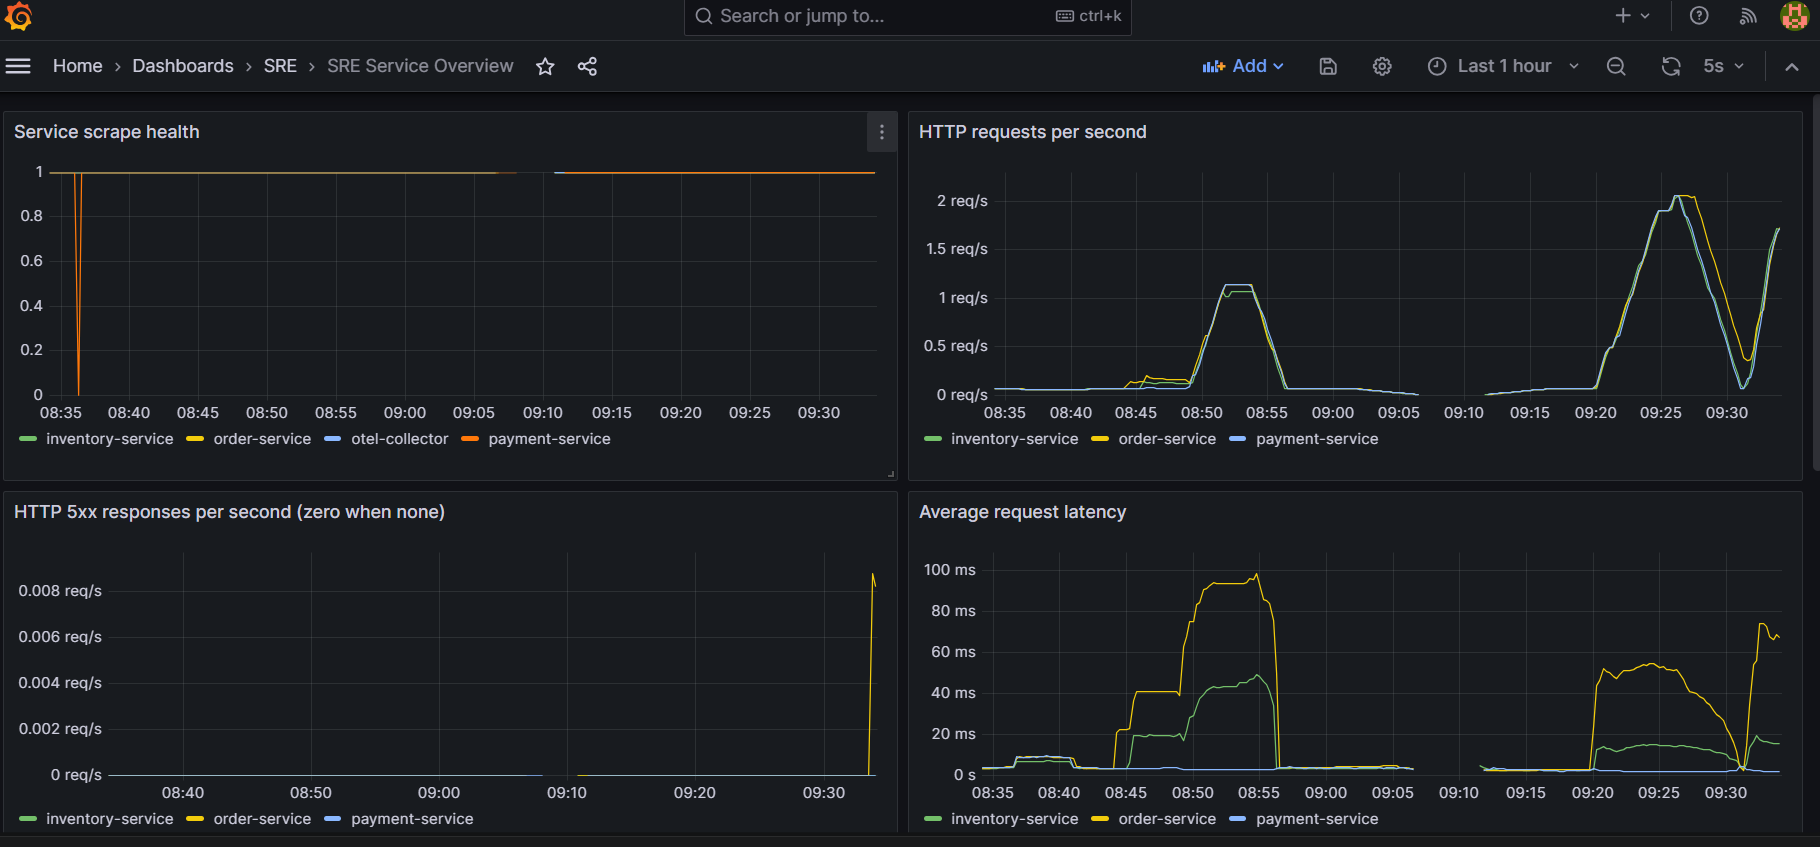 Search or jump to... ctrl+k
Home › Dashboards › SRE › SRE Service Overview Add Last 1 hour 5s
Service scrape health
1
0.8
0.6
0.4
0.2
0
08:35 08:40 08:45 08:50 08:55 09:00 09:05 09:10 09:15 09:20 09:25 09:30
inventory-service order-service otel-collector payment-service
HTTP requests per second
2 req/s
1.5 req/s
1 req/s
0.5 req/s
0 req/s
08:35 08:40 08:45 08:50 08:55 09:00 09:05 09:10 09:15 09:20 09:25 09:30
inventory-service order-service payment-service
HTTP 5xx responses per second (zero when none)
0.008 req/s
0.006 req/s
0.004 req/s
0.002 req/s
0 req/s
08:40 08:50 09:00 09:10 09:20 09:30
inventory-service order-service payment-service
Average request latency
100 ms
80 ms
60 ms
40 ms
20 ms
0 s
08:35 08:40 08:45 08:50 08:55 09:00 09:05 09:10 09:15 09:20 09:25 09:30
inventory-service order-service payment-service